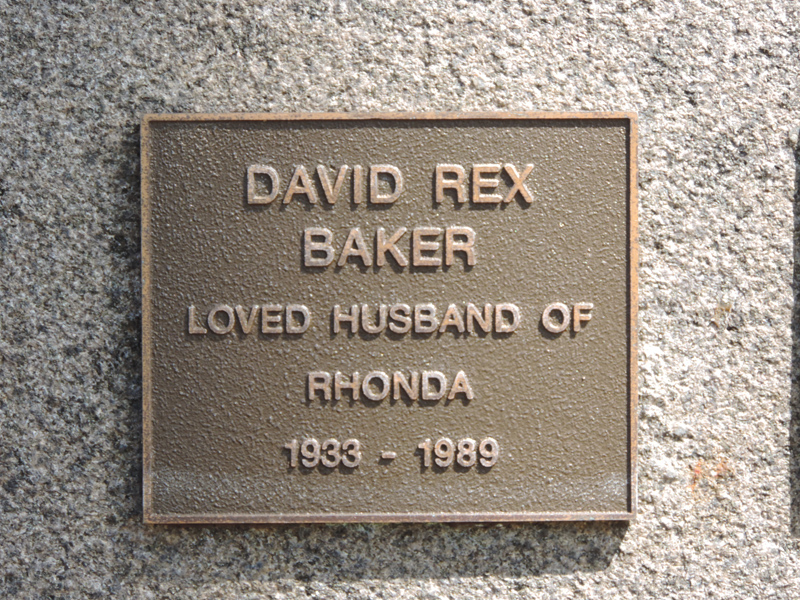 DAVID REX
BAKER
LOVED HUSBAND OF
RHONDA
1933 - 1989